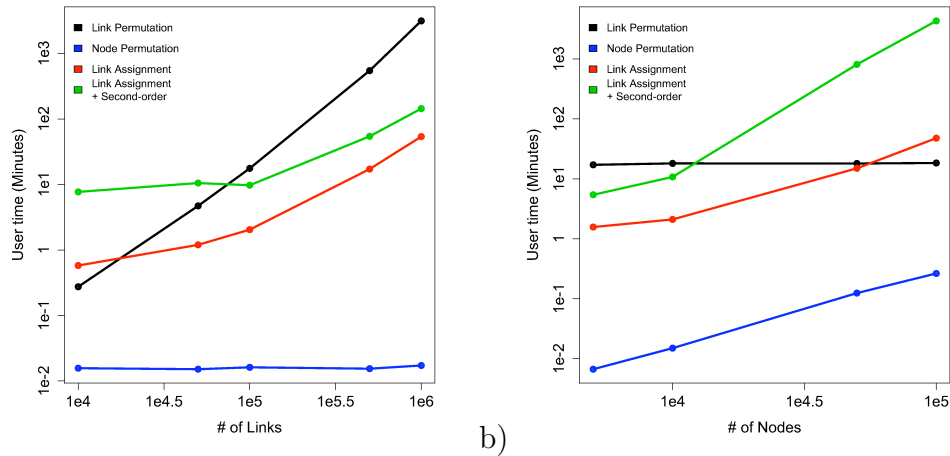 Link Permutation
Node Permutation
Link Assignment
Link Assignment
+ Second-order
User time (Minutes)
1e3
1e2
1e1
1
1e-1
1e-2
1e4
1e4.5
1e5
1e5.5
1e6
# of Links
b)
Link Permutation
Node Permutation
Link Assignment
Link Assignment
+ Second-order
User time (Minutes)
1e3
1e2
1e1
1
1e-1
1e-2
1e4
1e4.5
1e5
# of Nodes